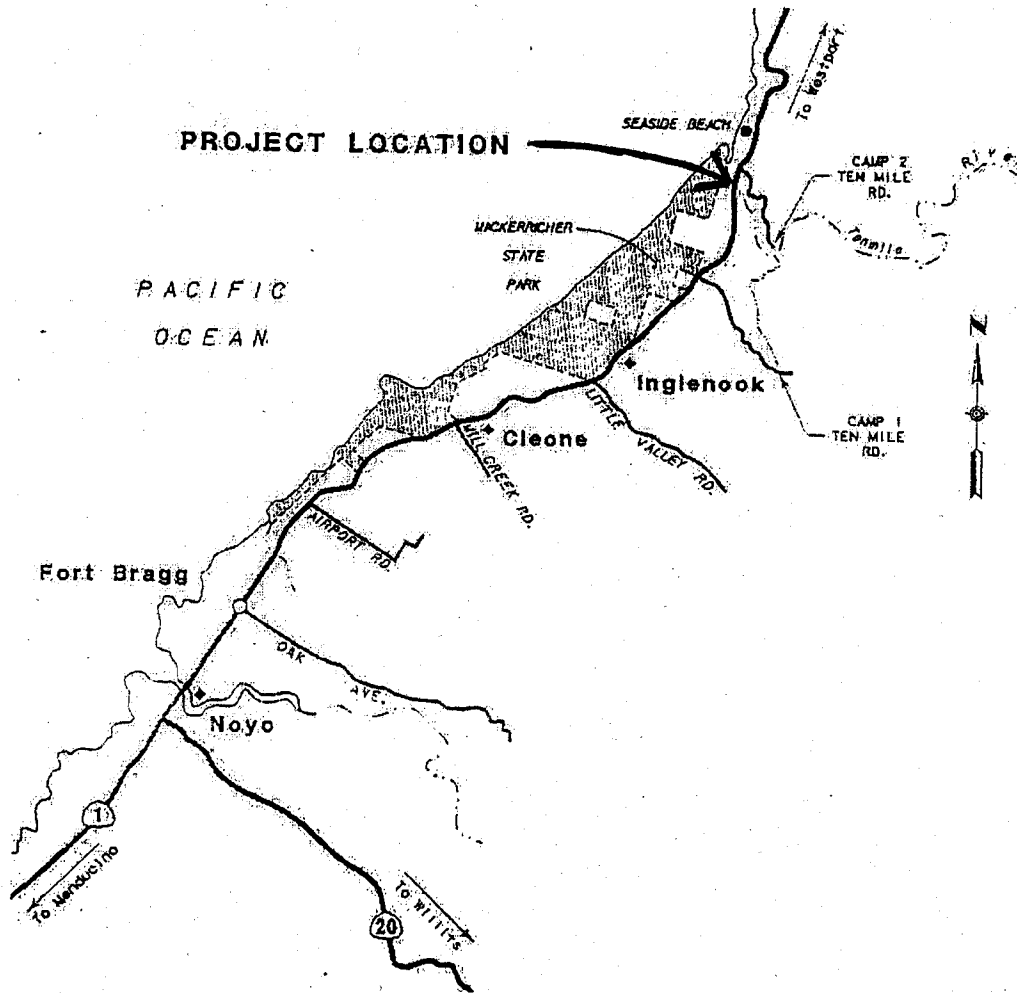 To Westport
SEASIDE BEACH
PROJECT LOCATION
CAMP 2
TEN MILE
RD.
River
Tenmile
MACKERRICHER
STATE
PARK
PACIFIC
OCEAN
N
Inglenook
LITTLE VALLEY RD.
CAMP 1
TEN MILE
RD.
Cleone
MILL CREEK RD.
AIRPORT RD.
Fort Bragg
OAK AVE.
Noyo
1
To Mendocino
To Willits
20